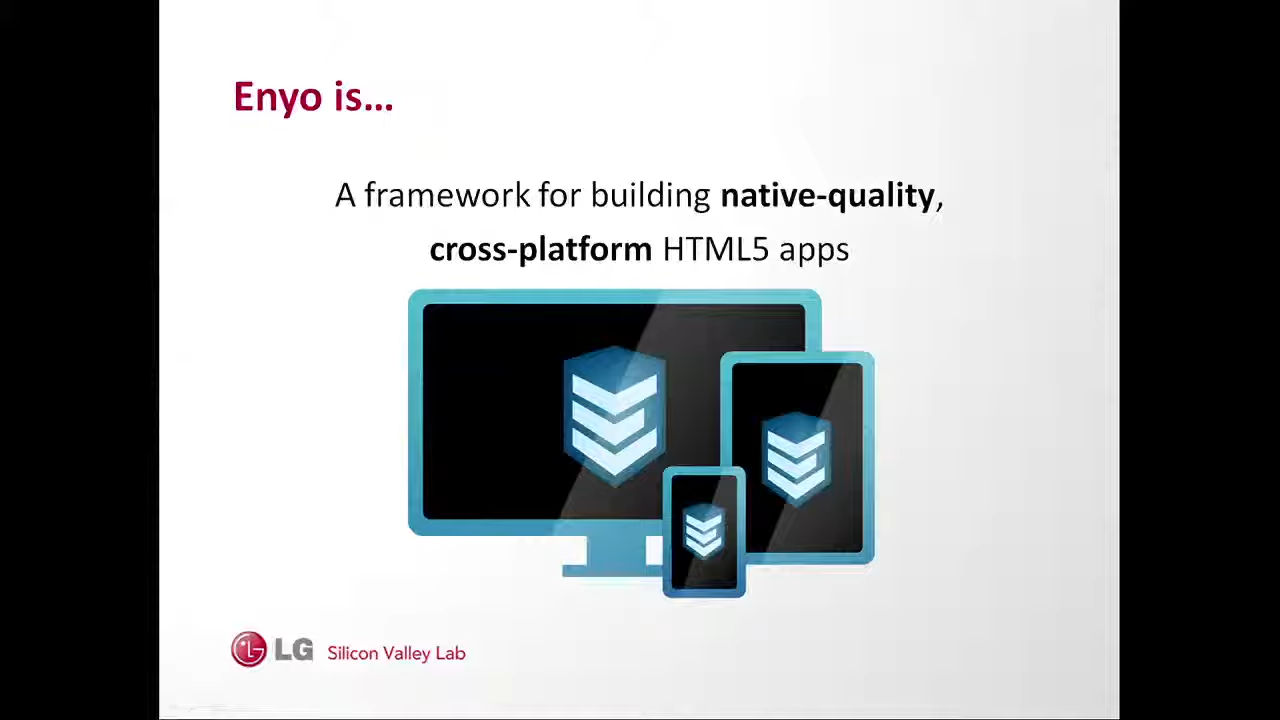 Enyo is...
A framework for building native-quality,
cross-platform HTML5 apps
LG Silicon Valley Lab